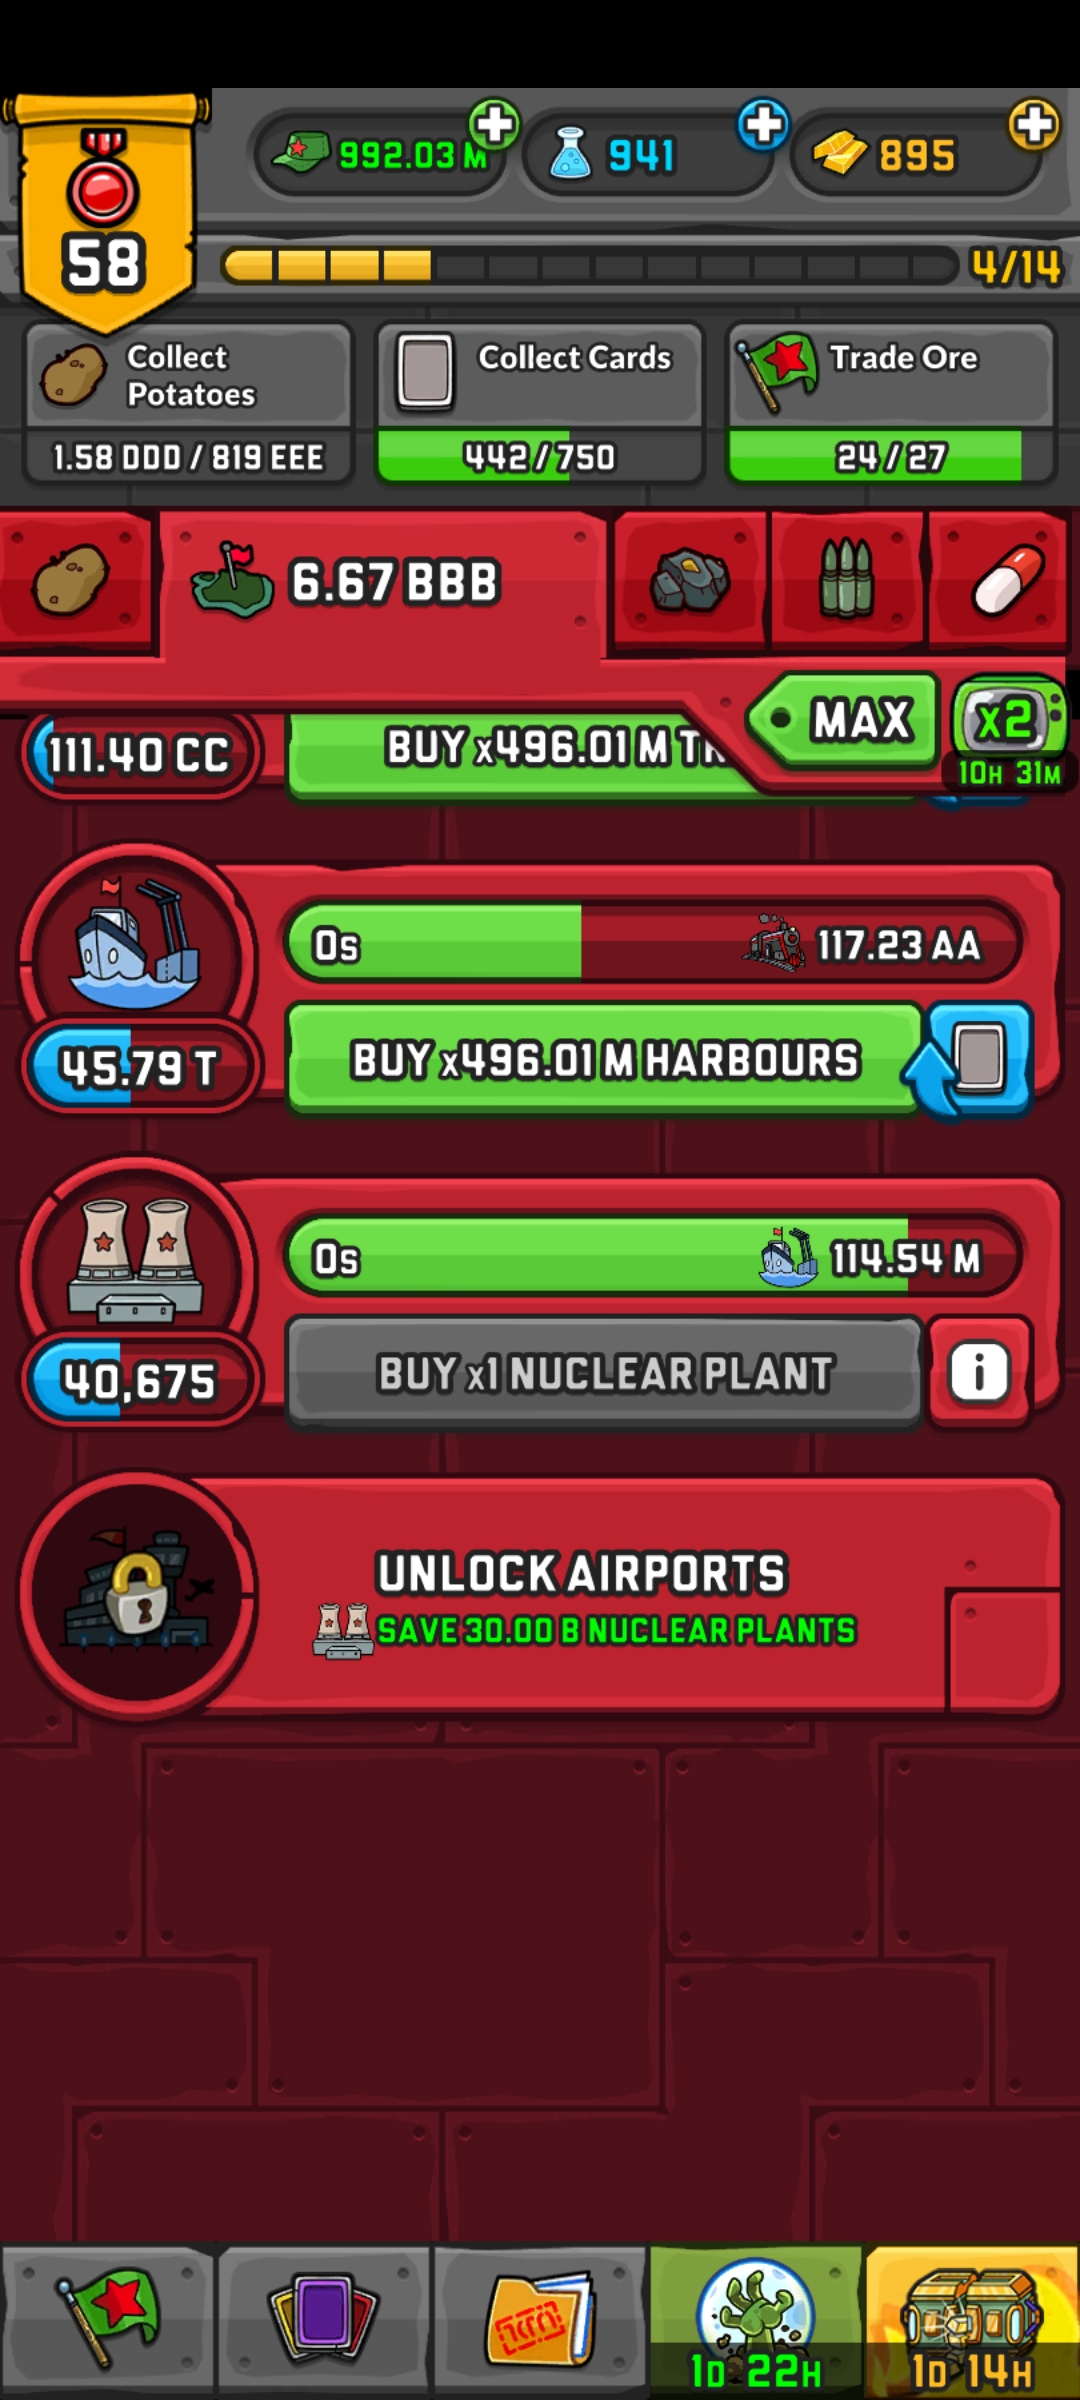 992.03 M
941
895
58
4/14
Collect
Potatoes
Collect Cards
Trade Ore
1.58 DDD / 819 EEE
442/750
24/27
6.67 BBB
MAX
x2
10H 31M
111.40 CC
BUY x496.01 M
0s
117.23 AA
45.79 T
BUY x496.01 M HARBOURS
0s
114.54 M
40,675
BUY x1 NUCLEAR PLANT
i
UNLOCK AIRPORTS
SAVE 30.00 B NUCLEAR PLANTS
1D 22H
1D 14H